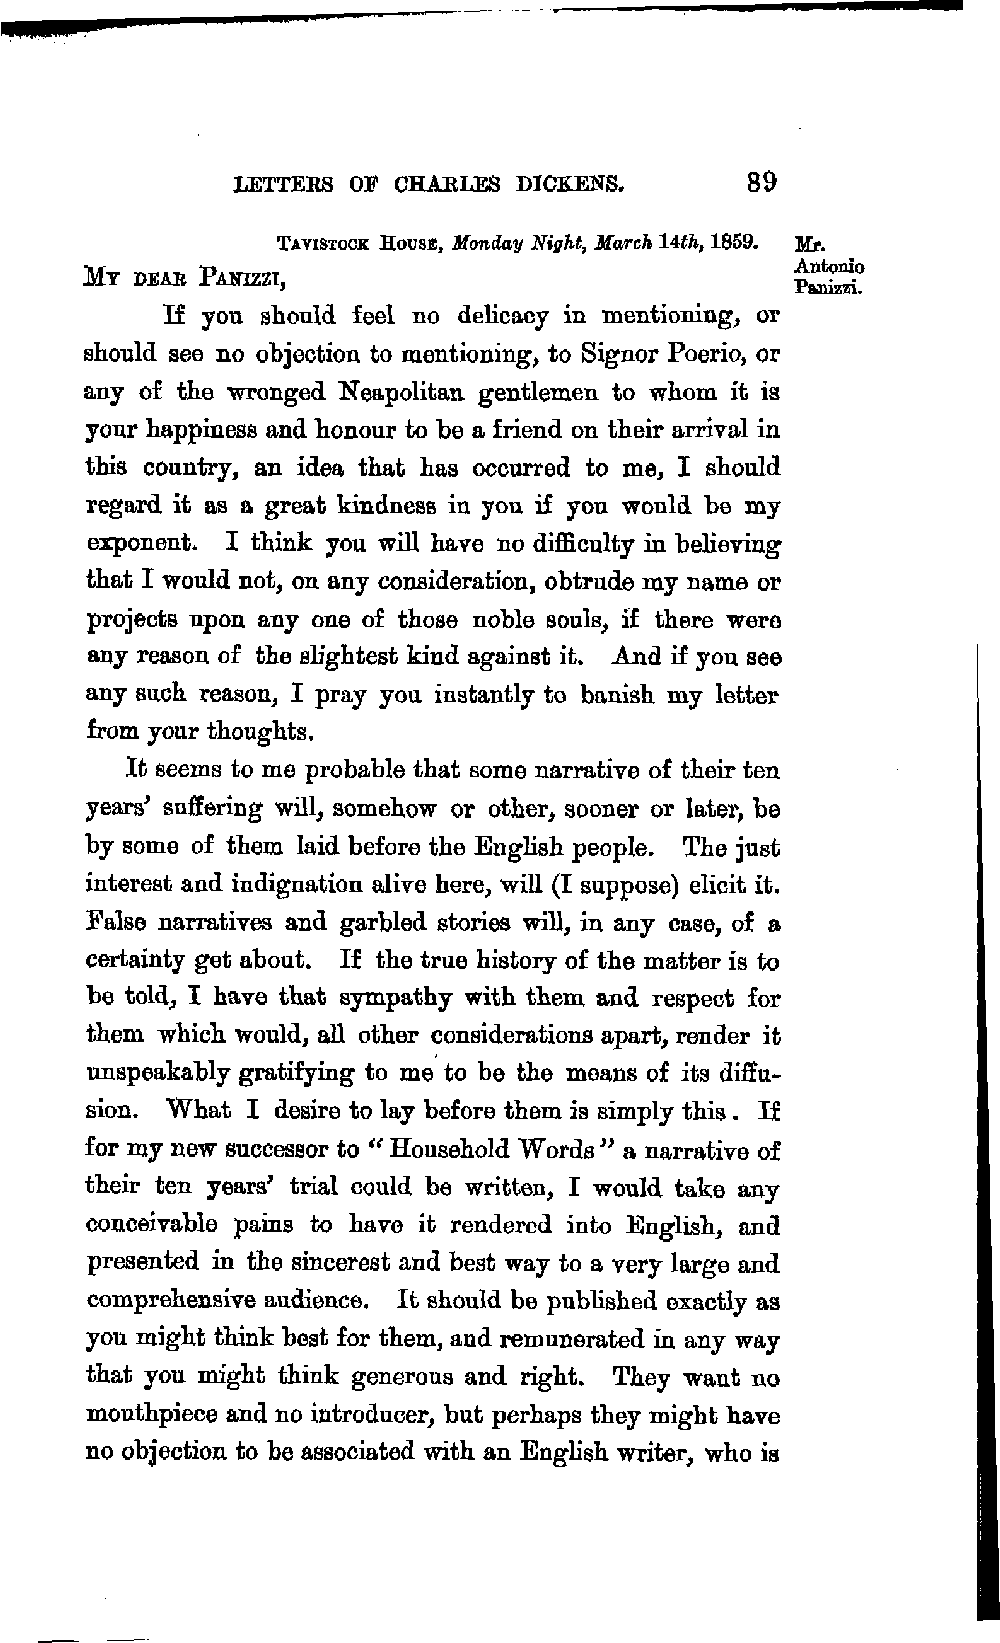 LETTERS OF CHARLES DICKENS. 89
TAVISTOCK HOUSE, Monday Night, March 14th, 1859.
Mr.
Antonio
Panizzi.
MY DEAR PANIZZI,
If you should feel no delicacy in mentioning, or
should see no objection to mentioning, to Signor Poerio, or
any of the wronged Neapolitan gentlemen to whom it is
your happiness and honour to be a friend on their arrival in
this country, an idea that has occurred to me, I should
regard it as a great kindness in you if you would be my
exponent. I think you will have no difficulty in believing
that I would not, on any consideration, obtrude my name or
projects upon any one of those noble souls, if there were
any reason of the slightest kind against it. And if you see
any such reason, I pray you instantly to banish my letter
from your thoughts.
It seems to me probable that some narrative of their ten
years' suffering will, somehow or other, sooner or later, be
by some of them laid before the English people. The just
interest and indignation alive here, will (I suppose) elicit it.
False narratives and garbled stories will, in any case, of a
certainty get about. If the true history of the matter is to
be told, I have that sympathy with them and respect for
them which would, all other considerations apart, render it
unspeakably gratifying to me to be the means of its diffu-
sion. What I desire to lay before them is simply this. If
for my new successor to "Household Words" a narrative of
their ten years' trial could be written, I would take any
conceivable pains to have it rendered into English, and
presented in the sincerest and best way to a very large and
comprehensive audience. It should be published exactly as
you might think best for them, and remunerated in any way
that you might think generous and right. They want no
mouthpiece and no introducer, but perhaps they might have
no objection to be associated with an English writer, who is